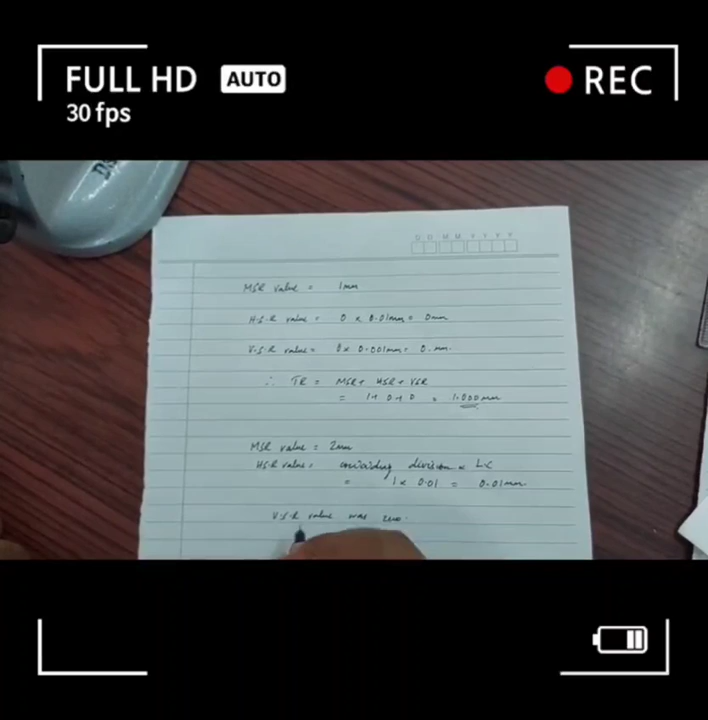 FULL HD AUTO
30 fps
REC
D D M M Y Y Y Y
MSR value = 1mm
H.S.R value = 0 x 0.01mm = 0mm
V.S.R value = 0 x 0.001mm = 0.mm.
∴ TR = MSR + HSR + VSR
= 1 + 0 + 0 = 1.000mm
MSR value = 2mm
HSR value = coinciding division x L.C
= 1 x 0.01 = 0.01mm
V.S.R value was zero.